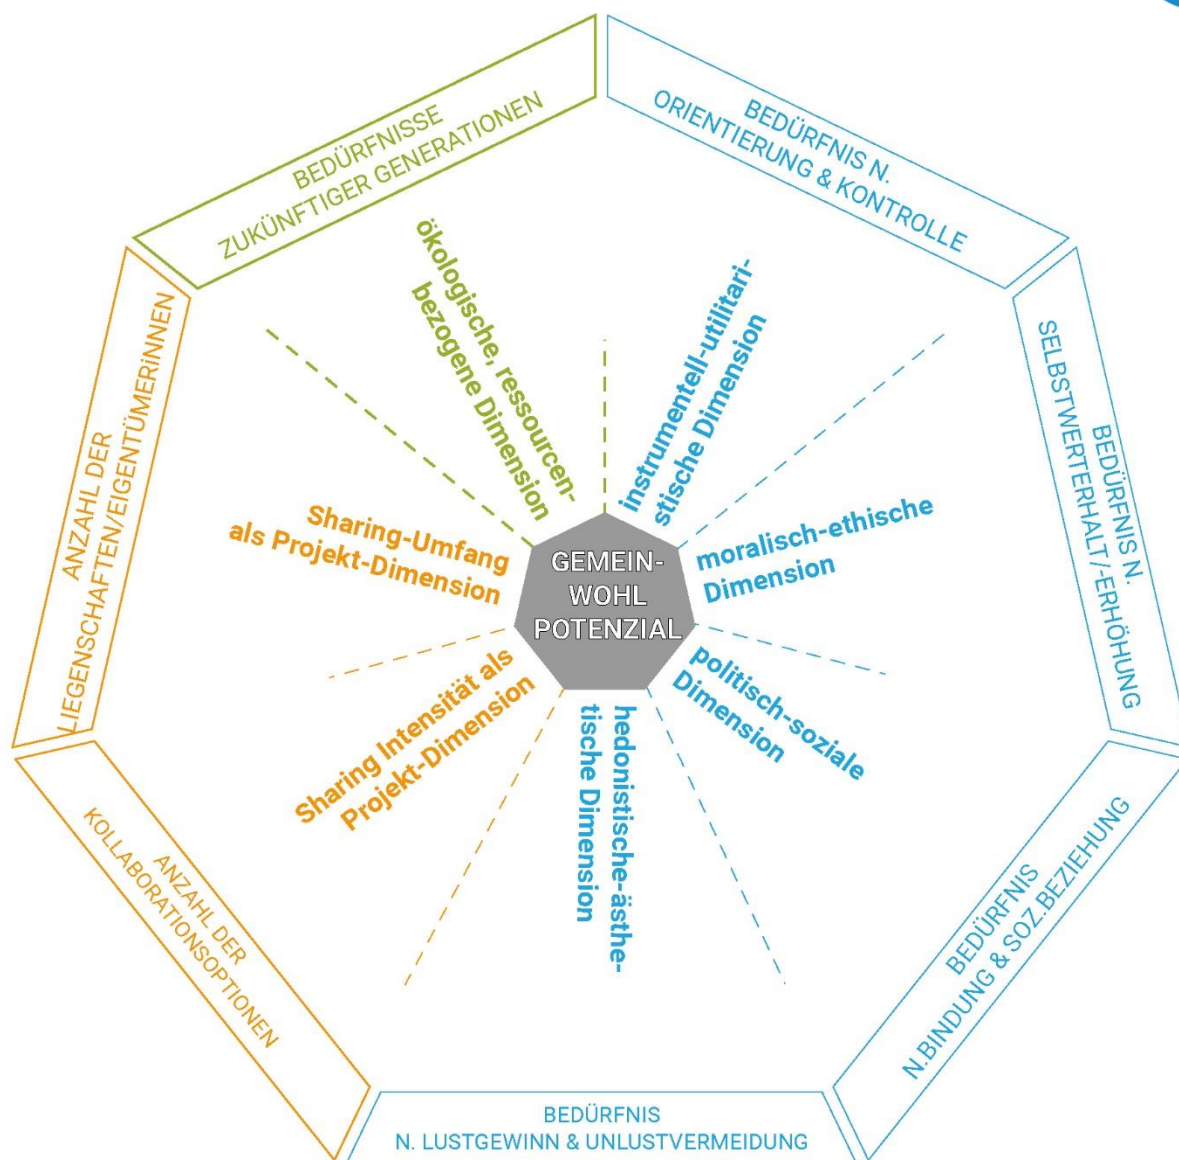 BEDÜRFNISSE
ZUKÜNFTIGER GENERATIONEN
BEDÜRFNIS N.
ORIENTIERUNG & KONTROLLE
BEDÜRFNIS N.
SELBSTWERTERHALT/-ERHÖHUNG
BEDÜRFNIS
N.BINDUNG & SOZ.BEZIEHUNG
BEDÜRFNIS
N. LUSTGEWINN & UNLUSTVERMEIDUNG
ANZAHL DER
KOLLABORATIONSOPTIONEN
ANZAHL DER
LIEGENSCHAFTEN/EIGENTÜMERiNNEN
ökologische, ressourcen-
bezogene Dimension
instrumentell-utilitari-
stische Dimension
moralisch-ethische
Dimension
politisch-soziale
Dimension
hedonistische-ästhe-
tische Dimension
Sharing Intensität als
Projekt-Dimension
Sharing-Umfang
als Projekt-Dimension
GEMEIN-
WOHL
POTENZIAL